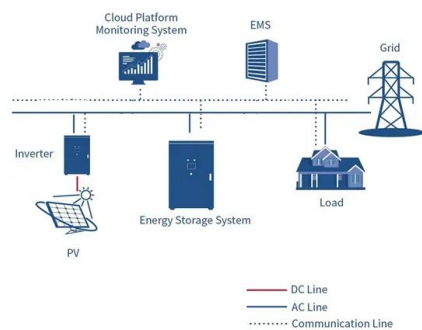 Cloud Platform
Monitoring System
EMS
Grid
Inverter
Energy Storage System
Load
PV
DC Line
AC Line
Communication Line